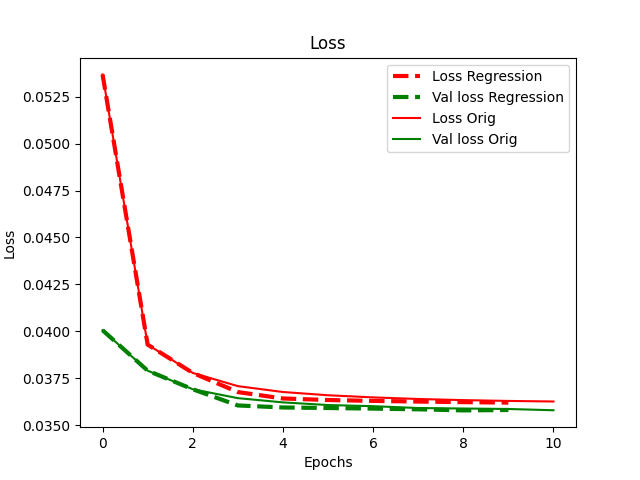 Loss
Loss Regression
Val loss Regression
Loss Orig
Val loss Orig
0.0525
0.0500
0.0475
0.0450
0.0425
0.0400
0.0375
0.0350
Loss
0
2
4
6
8
10
Epochs